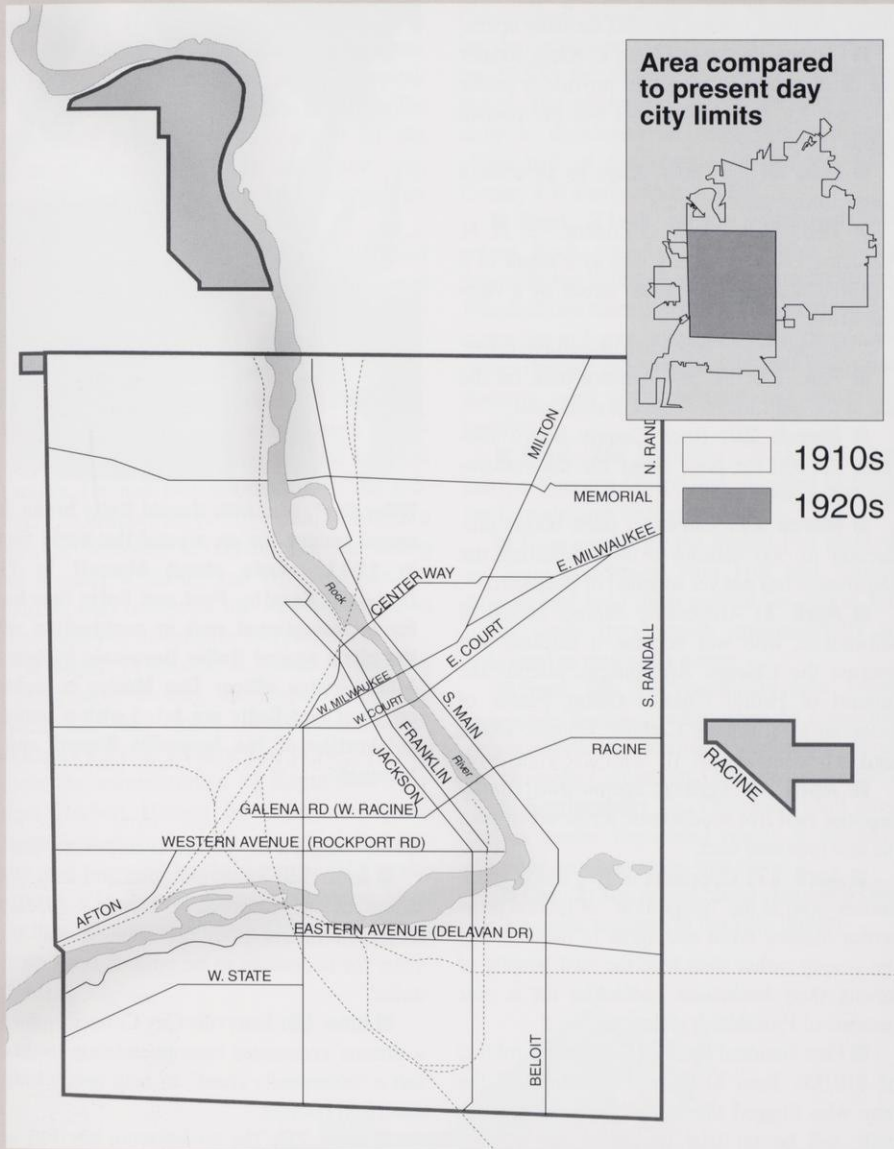 Area compared
to present day
city limits
1910s
1920s
N. RAND
MILTON
MEMORIAL
E. MILWAUKEE
CENTERWAY
Rock
E. COURT
W. MILWAUKEE
W. COURT
S. MAIN
S. RANDALL
FRANKLIN
JACKSON
River
RACINE
RACINE
GALENA RD (W. RACINE)
WESTERN AVENUE (ROCKPORT RD)
AFTON
EASTERN AVENUE (DELAVAN DR)
W. STATE
BELOIT